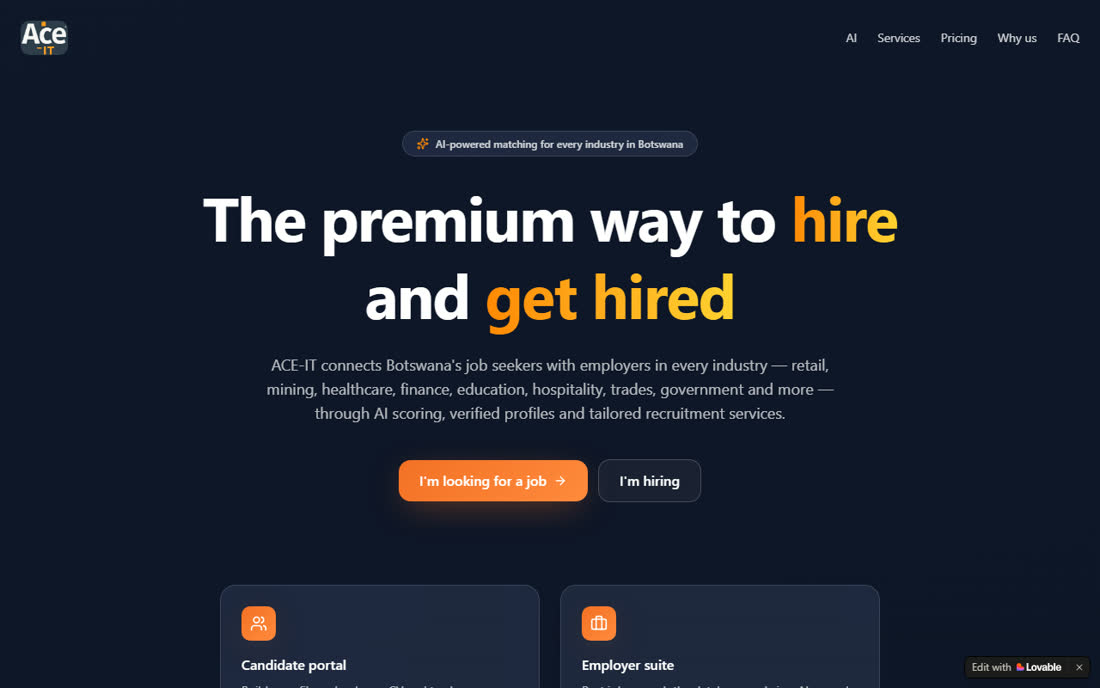 Ace
-IT
AI
Services
Pricing
Why us
FAQ
AI-powered matching for every industry in Botswana
The premium way to hire
and get hired
ACE-IT connects Botswana's job seekers with employers in every industry — retail,
mining, healthcare, finance, education, hospitality, trades, government and more —
through AI scoring, verified profiles and tailored recruitment services.
I'm looking for a job →
I'm hiring
Candidate portal
Employer suite
Edit with Lovable ×